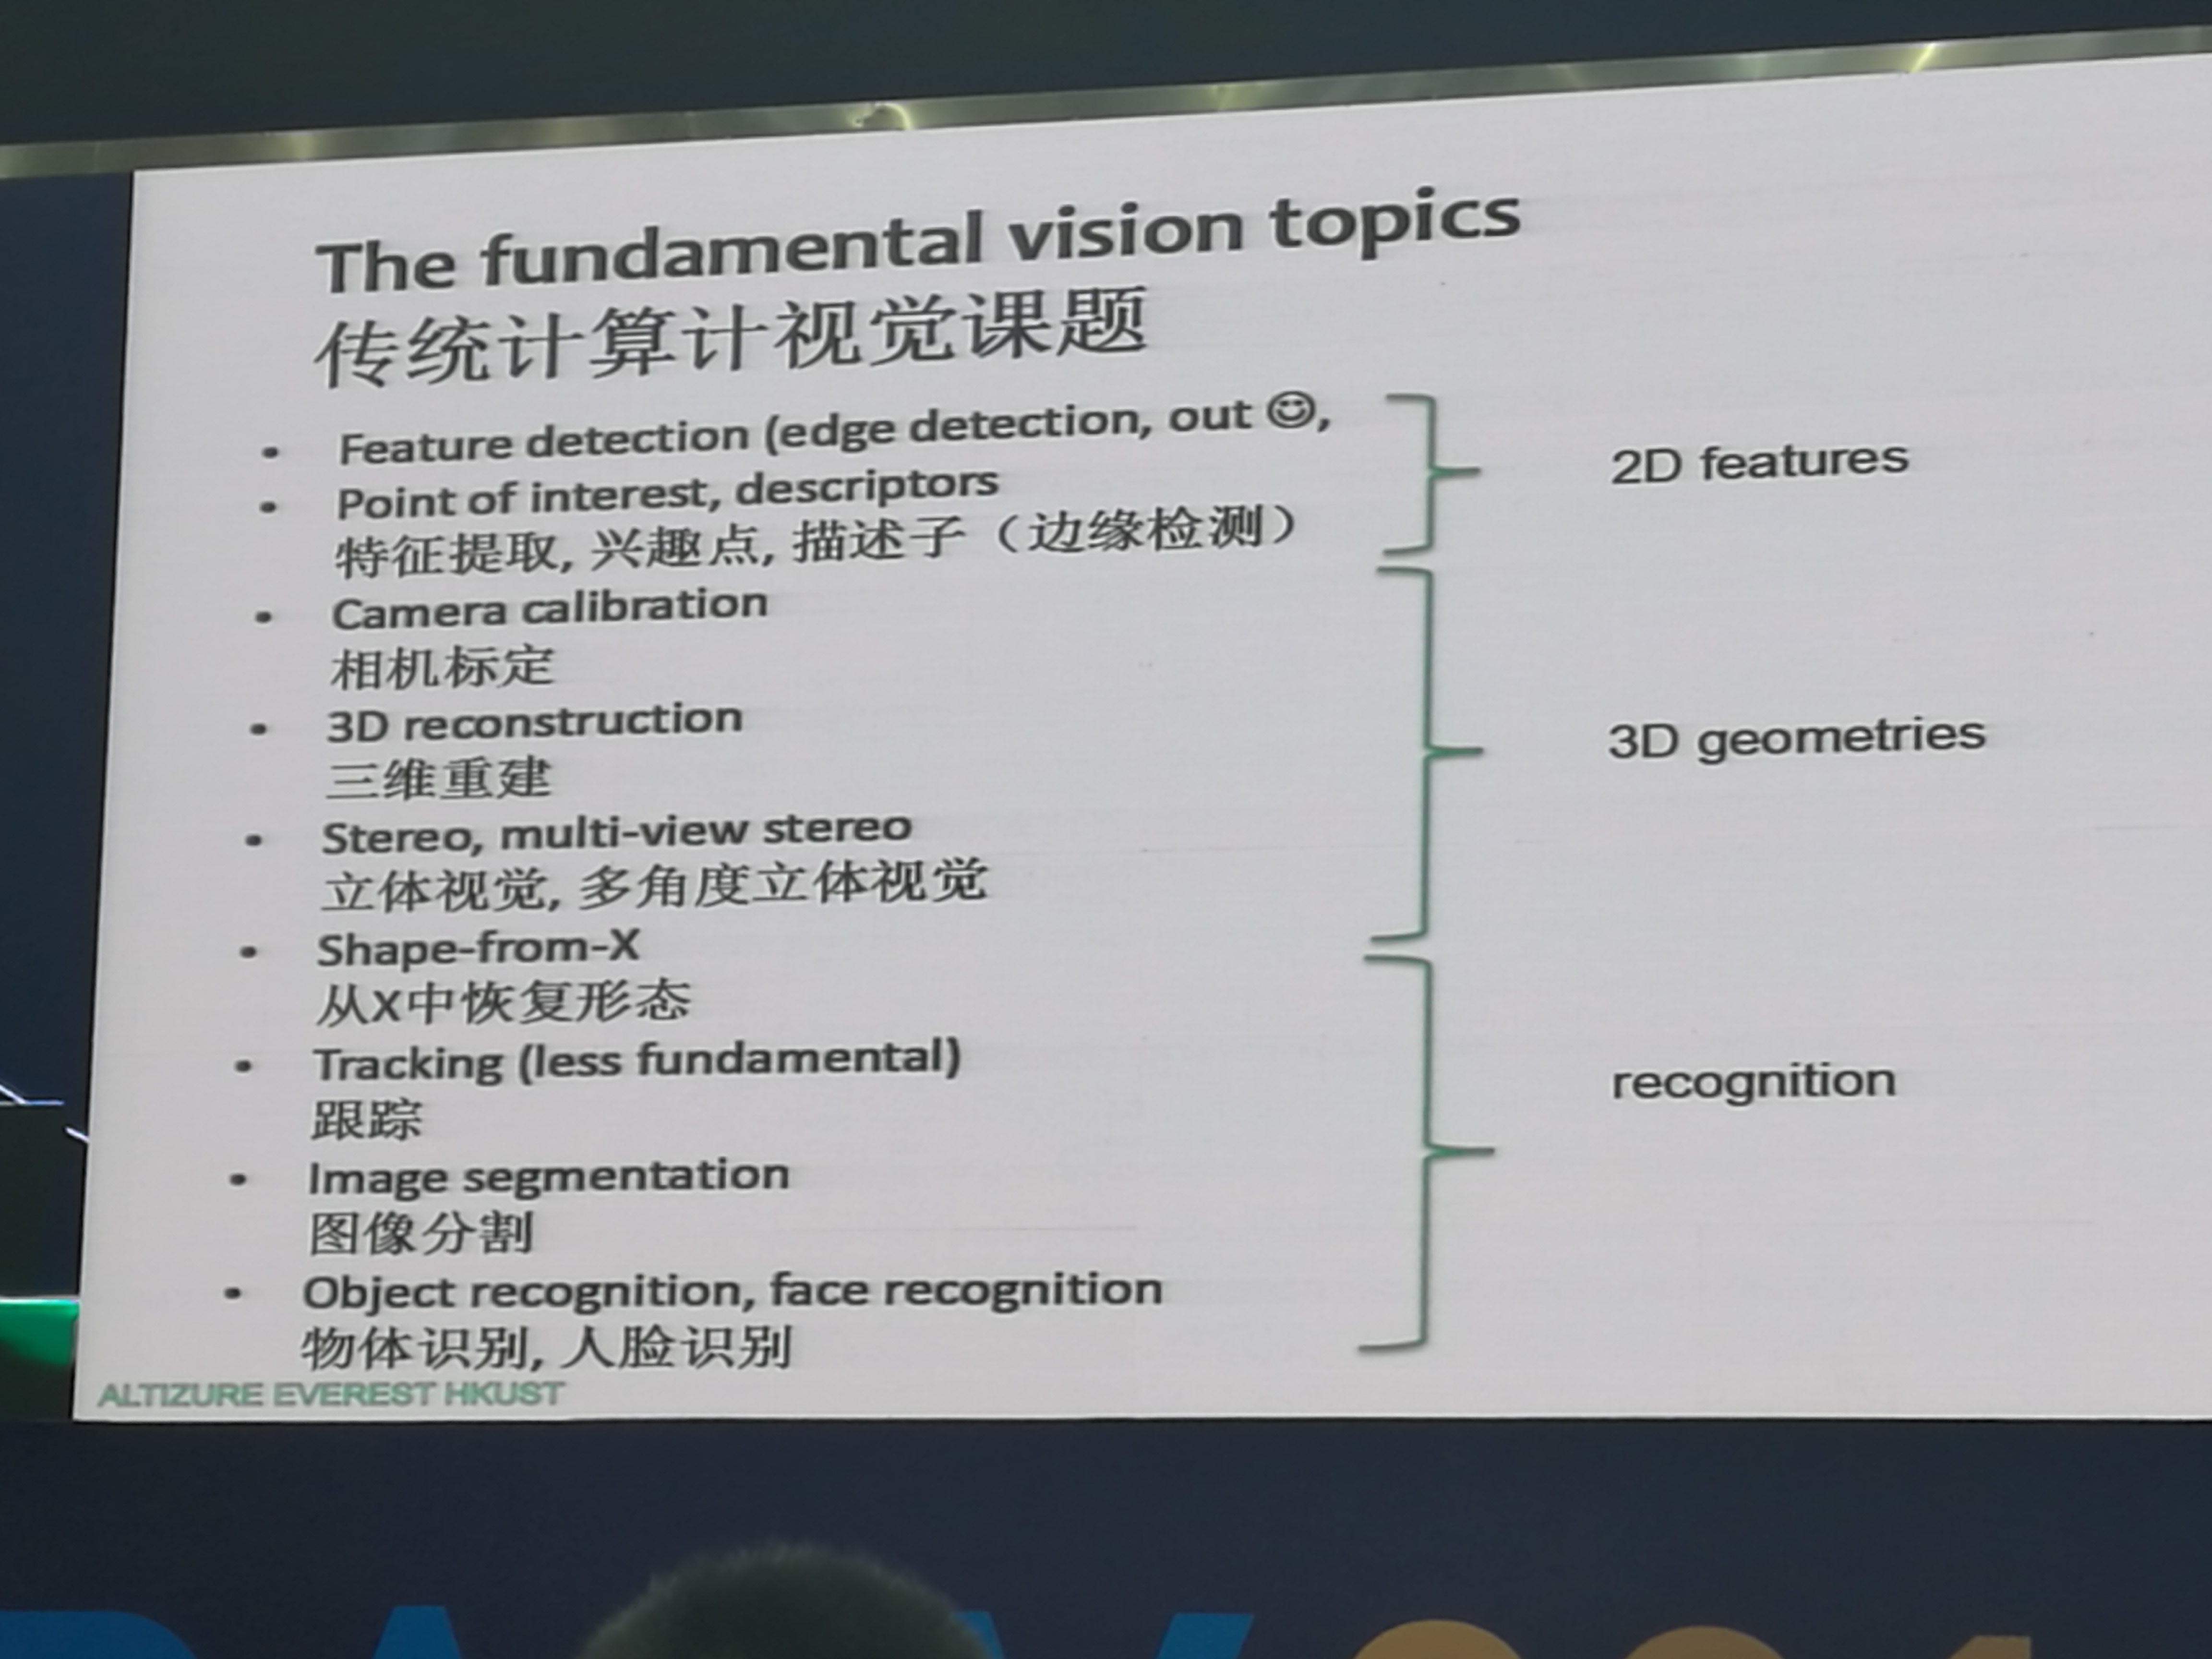 The fundamental vision topics
传统计算计视觉课题
• Feature detection (edge detection, out ☺,
• Point of interest, descriptors
特征提取, 兴趣点, 描述子（边缘检测）
2D features
• Camera calibration
相机标定
• 3D reconstruction
三维重建
• Stereo, multi-view stereo
立体视觉, 多角度立体视觉
3D geometries
• Shape-from-X
从X中恢复形态
• Tracking (less fundamental)
跟踪
• Image segmentation
图像分割
• Object recognition, face recognition
物体识别, 人脸识别
recognition
ALTIZURE EVEREST HKUST